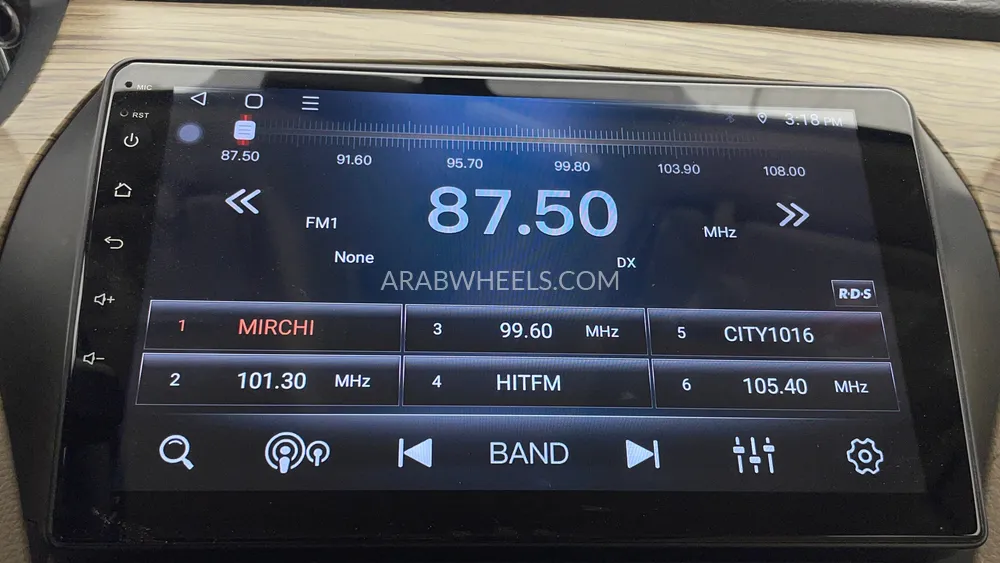 MIC
RST
3:18 PM
87.50 91.60 95.70 99.80 103.90 108.00
FM1 87.50 MHz
None DX
ARABWHEELS.COM
R·D·S
1 MIRCHI 3 99.60 MHz 5 CITY1016
2 101.30 MHz 4 HITFM 6 105.40 MHz
BAND